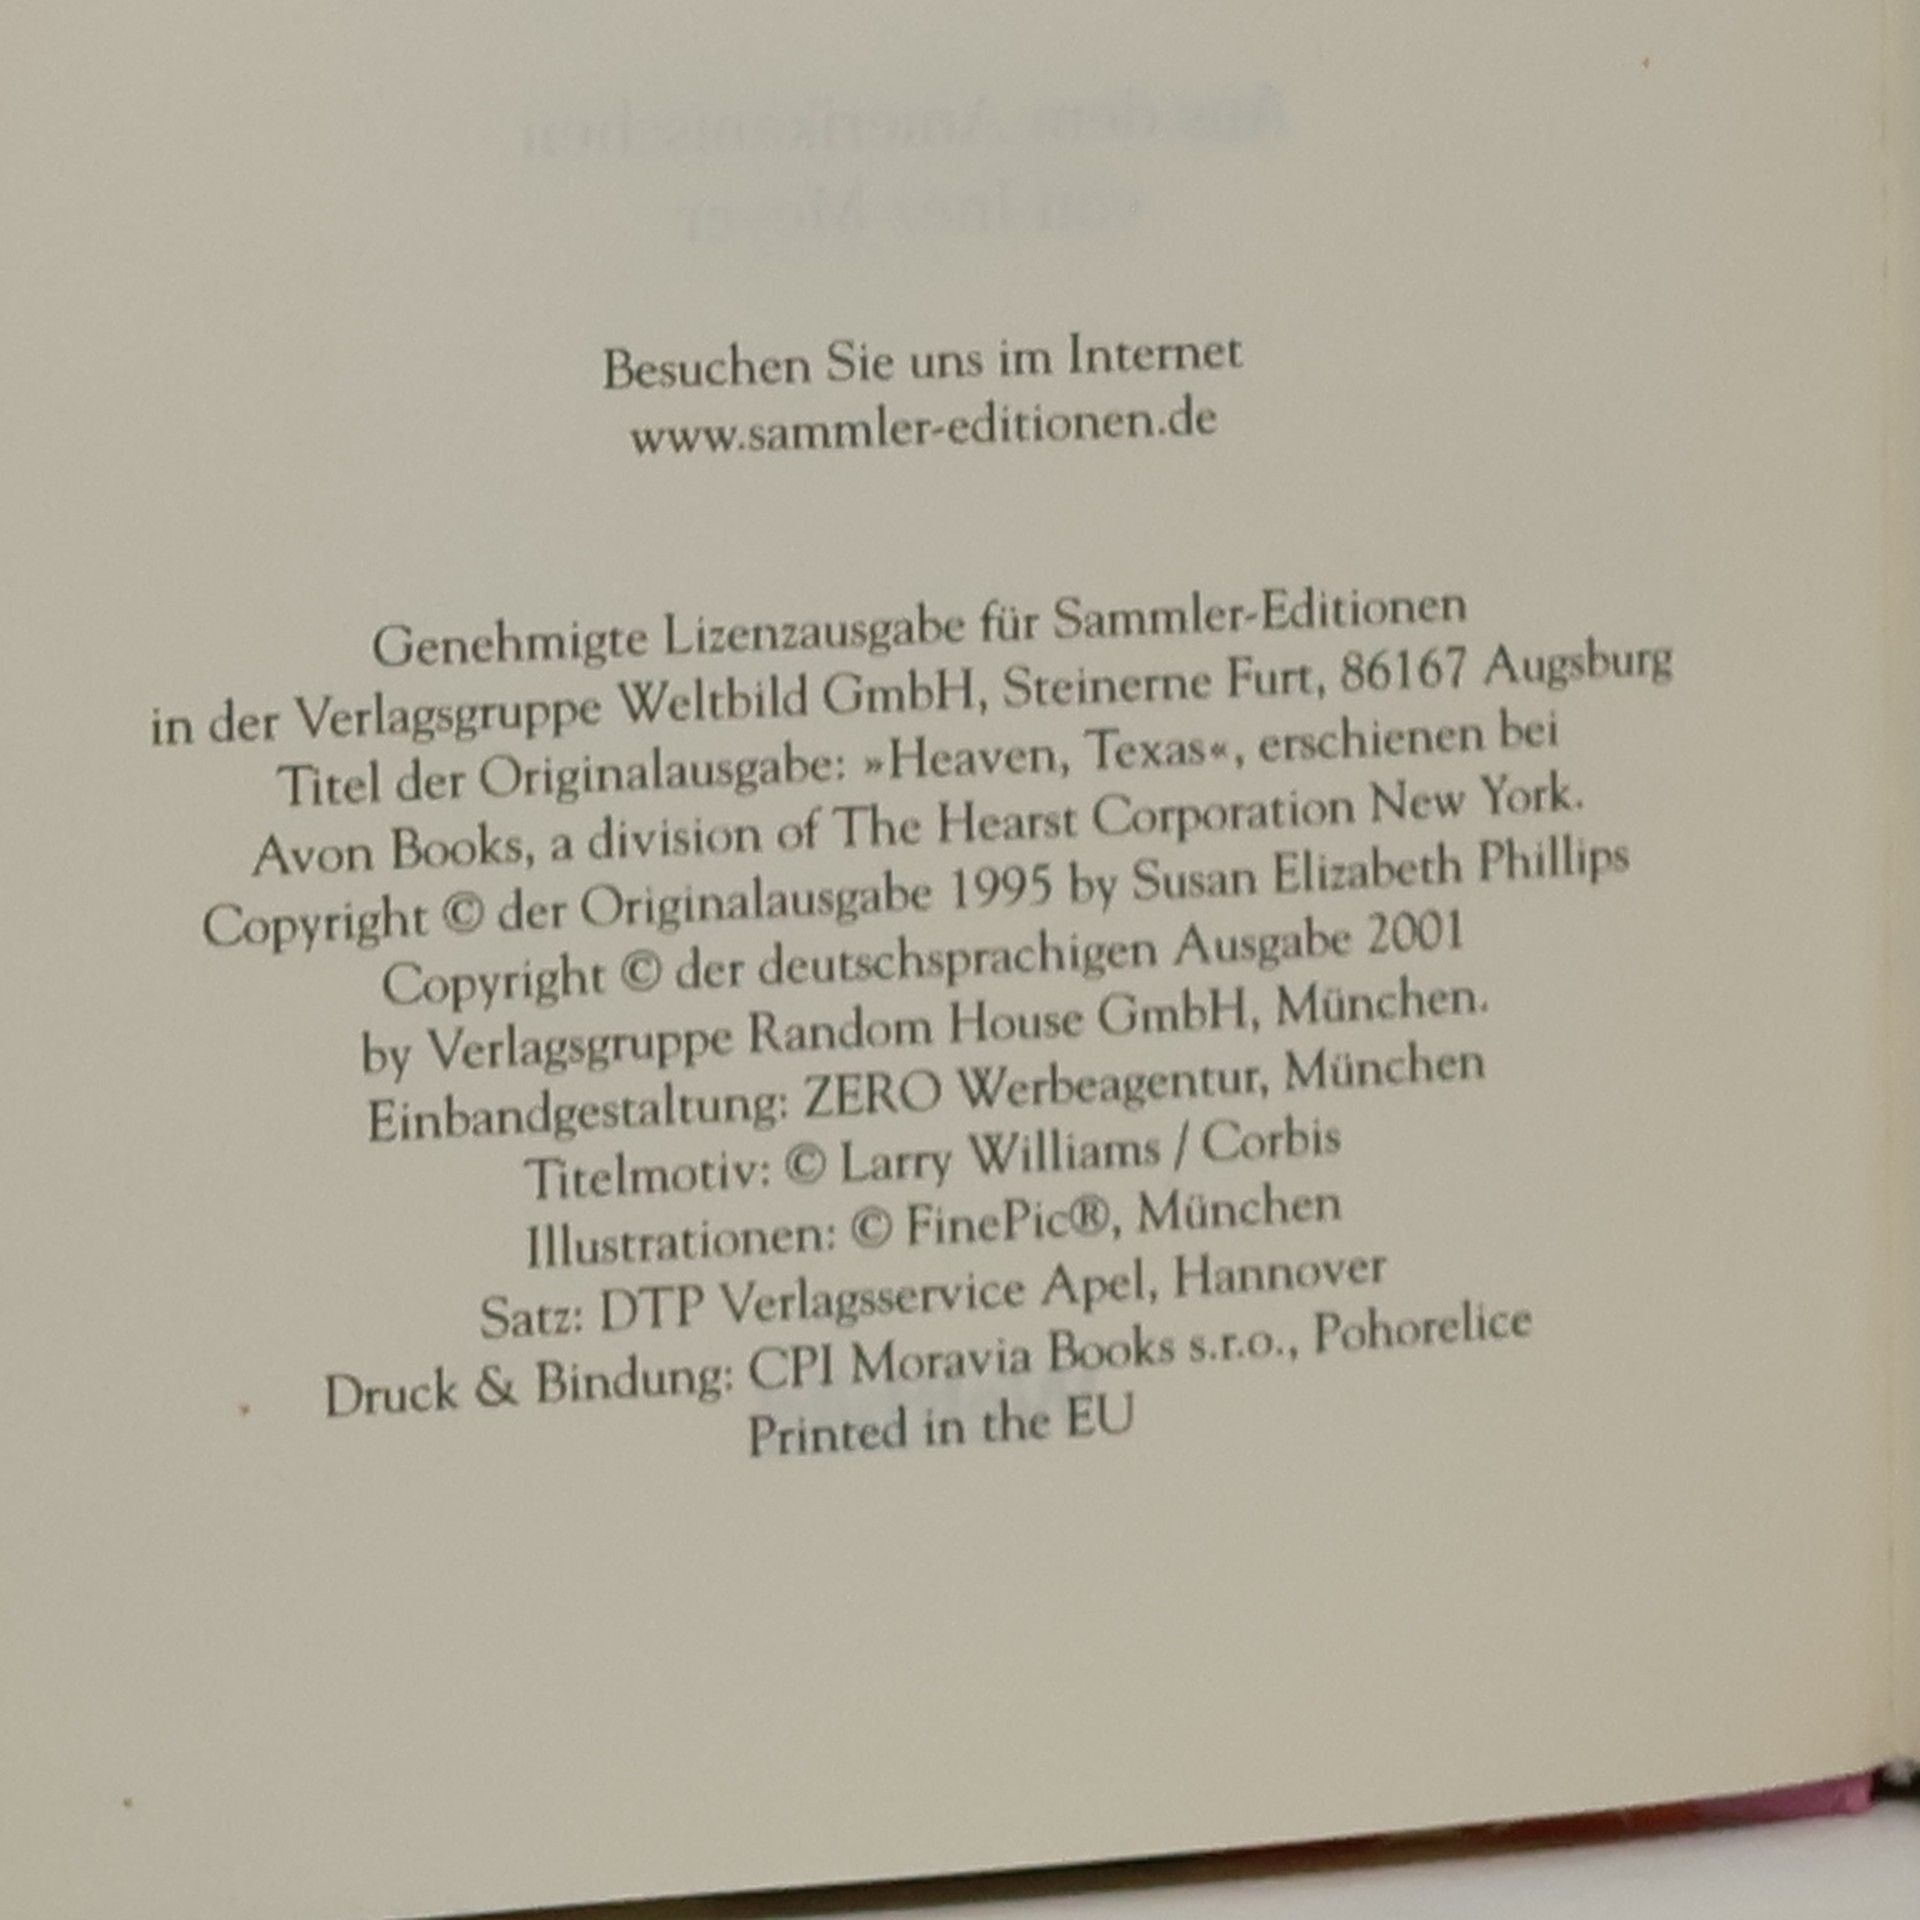 Besuchen Sie uns im Internet
www.sammler-editionen.de
Genehmigte Lizenzausgabe für Sammler-Editionen
in der Verlagsgruppe Weltbild GmbH, Steinerne Furt, 86167 Augsburg
Titel der Originalausgabe: »Heaven, Texas«, erschienen bei
Avon Books, a division of The Hearst Corporation New York.
Copyright © der Originalausgabe 1995 by Susan Elizabeth Phillips
Copyright © der deutschsprachigen Ausgabe 2001
by Verlagsgruppe Random House GmbH, München.
Einbandgestaltung: ZERO Werbeagentur, München
Titelmotiv: © Larry Williams / Corbis
Illustrationen: © FinePic®, München
Satz: DTP Verlagsservice Apel, Hannover
Druck & Bindung: CPI Moravia Books s.r.o., Pohorelice
Printed in the EU